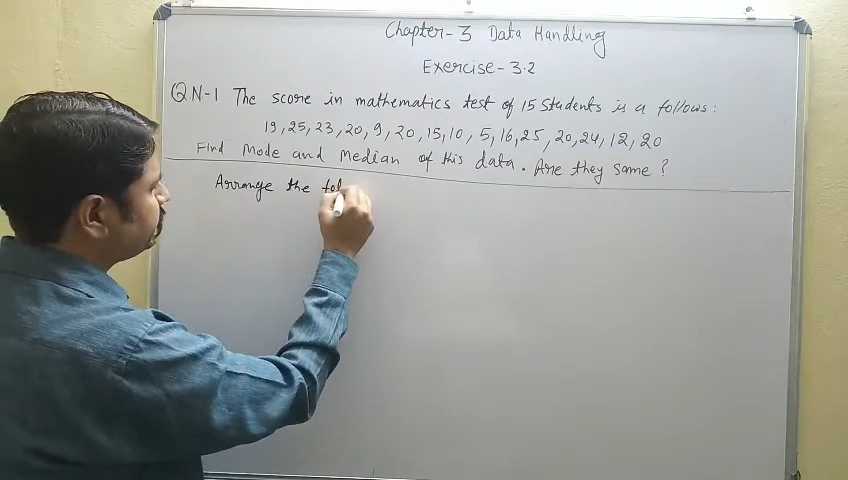 Chapter-3 Data Handling
Exercise-3.2
QN-1 The score in mathematics test of 15 Students is a follows:
19, 25, 23, 20, 9, 20, 15, 10, 5, 16, 25, 20, 24, 12, 20
Find Mode and Median of this data. Are they same?
Arrange the fol